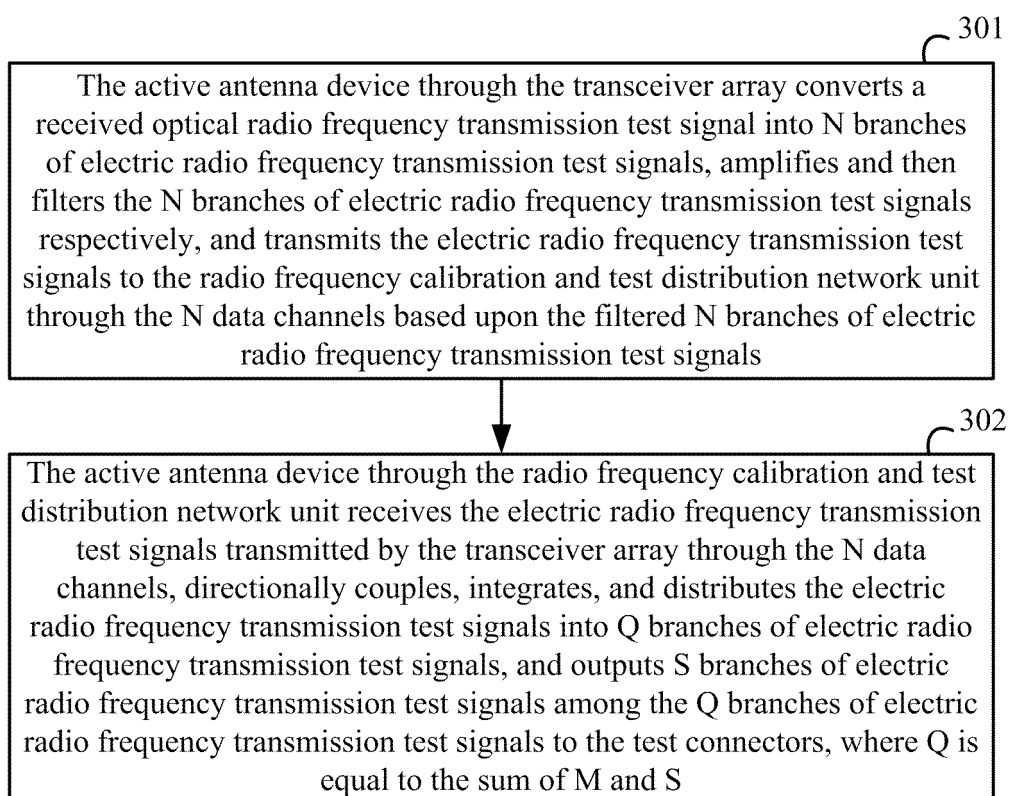 301
The active antenna device through the transceiver array converts a
received optical radio frequency transmission test signal into N branches
of electric radio frequency transmission test signals, amplifies and then
filters the N branches of electric radio frequency transmission test signals
respectively, and transmits the electric radio frequency transmission test
signals to the radio frequency calibration and test distribution network unit
through the N data channels based upon the filtered N branches of electric
radio frequency transmission test signals
302
The active antenna device through the radio frequency calibration and test
distribution network unit receives the electric radio frequency transmission
test signals transmitted by the transceiver array through the N data
channels, directionally couples, integrates, and distributes the electric
radio frequency transmission test signals into Q branches of electric radio
frequency transmission test signals, and outputs S branches of electric
radio frequency transmission test signals among the Q branches of electric
radio frequency transmission test signals to the test connectors, where Q is
equal to the sum of M and S